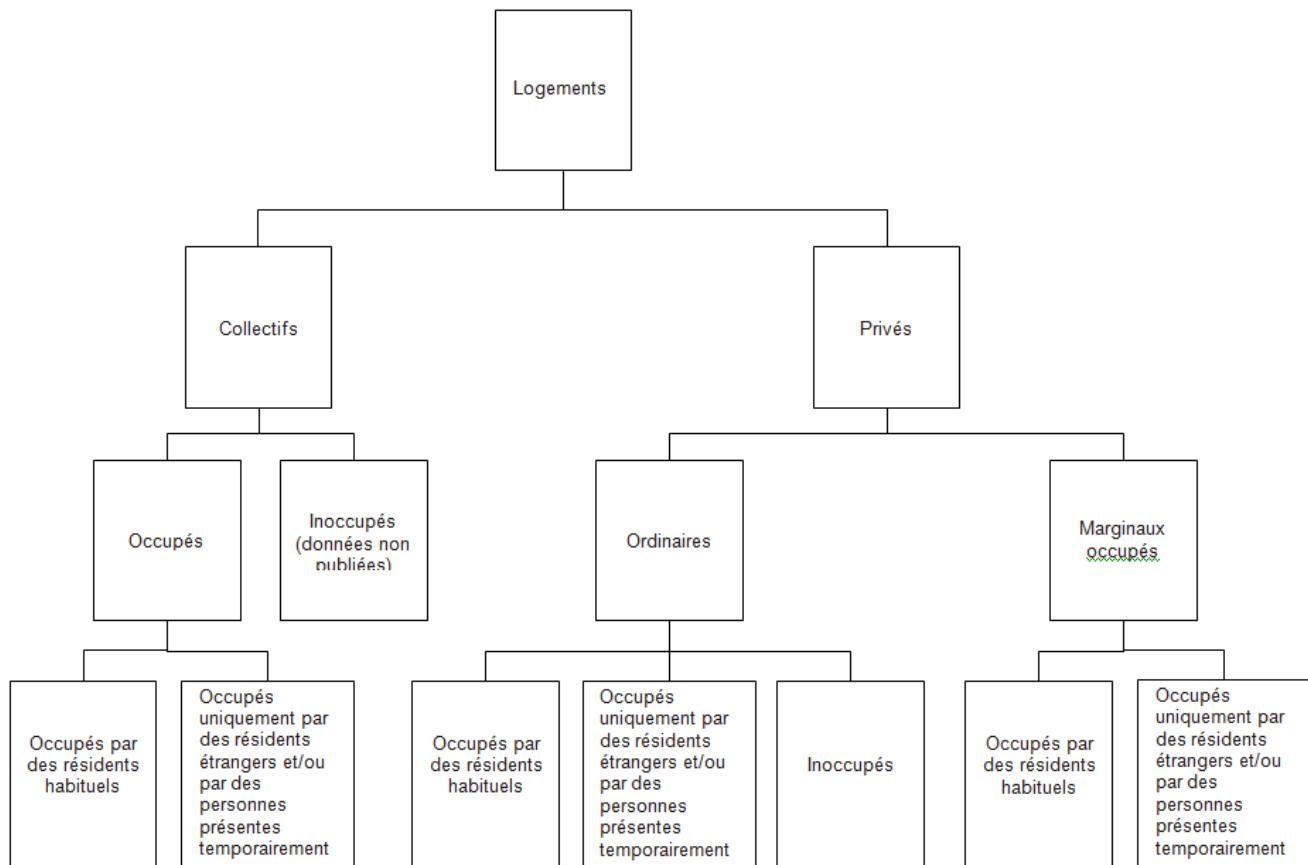 Logements
Collectifs
Privés
Occupés
Inoccupés
(données non
publiées)
Ordinaires
Marginaux
occupés
Occupés par
des résidents
habituels
Occupés
uniquement par
des résidents
étrangers et/ou
par des
personnes
présentes
temporairement
Occupés par
des résidents
habituels
Occupés
uniquement par
des résidents
étrangers et/ou
par des
personnes
présentes
temporairement
Inoccupés
Occupés par
des résidents
habituels
Occupés
uniquement par
des résidents
étrangers et/ou
par des
personnes
présentes
temporairement